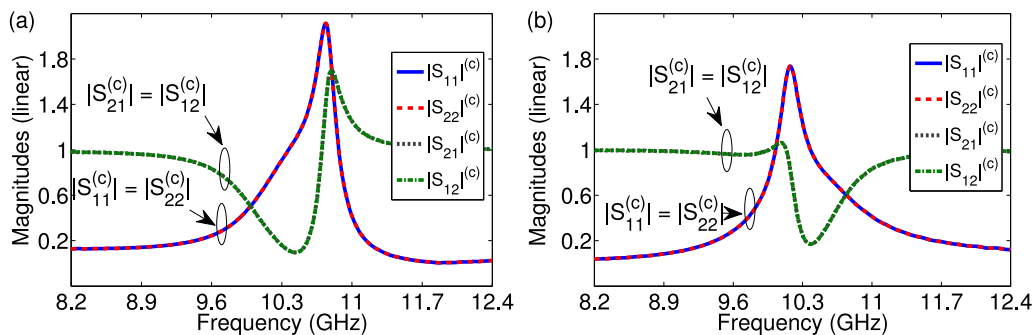 (a)
Magnitudes (linear)
1.8
1.4
1
0.6
0.2
8.2 8.9 9.6 10.3 11 11.7 12.4
Frequency (GHz)
|S21(c)| = |S12(c)|
|S11(c)| = |S22(c)|
|S11|(c)
|S22|(c)
|S21|(c)
|S12|(c)
(b)
Magnitudes (linear)
1.8
1.4
1
0.6
0.2
8.2 8.9 9.6 10.3 11 11.7 12.4
Frequency (GHz)
|S21(c)| = |S12(c)|
|S11(c)| = |S22(c)|
|S11|(c)
|S22|(c)
|S21|(c)
|S12|(c)